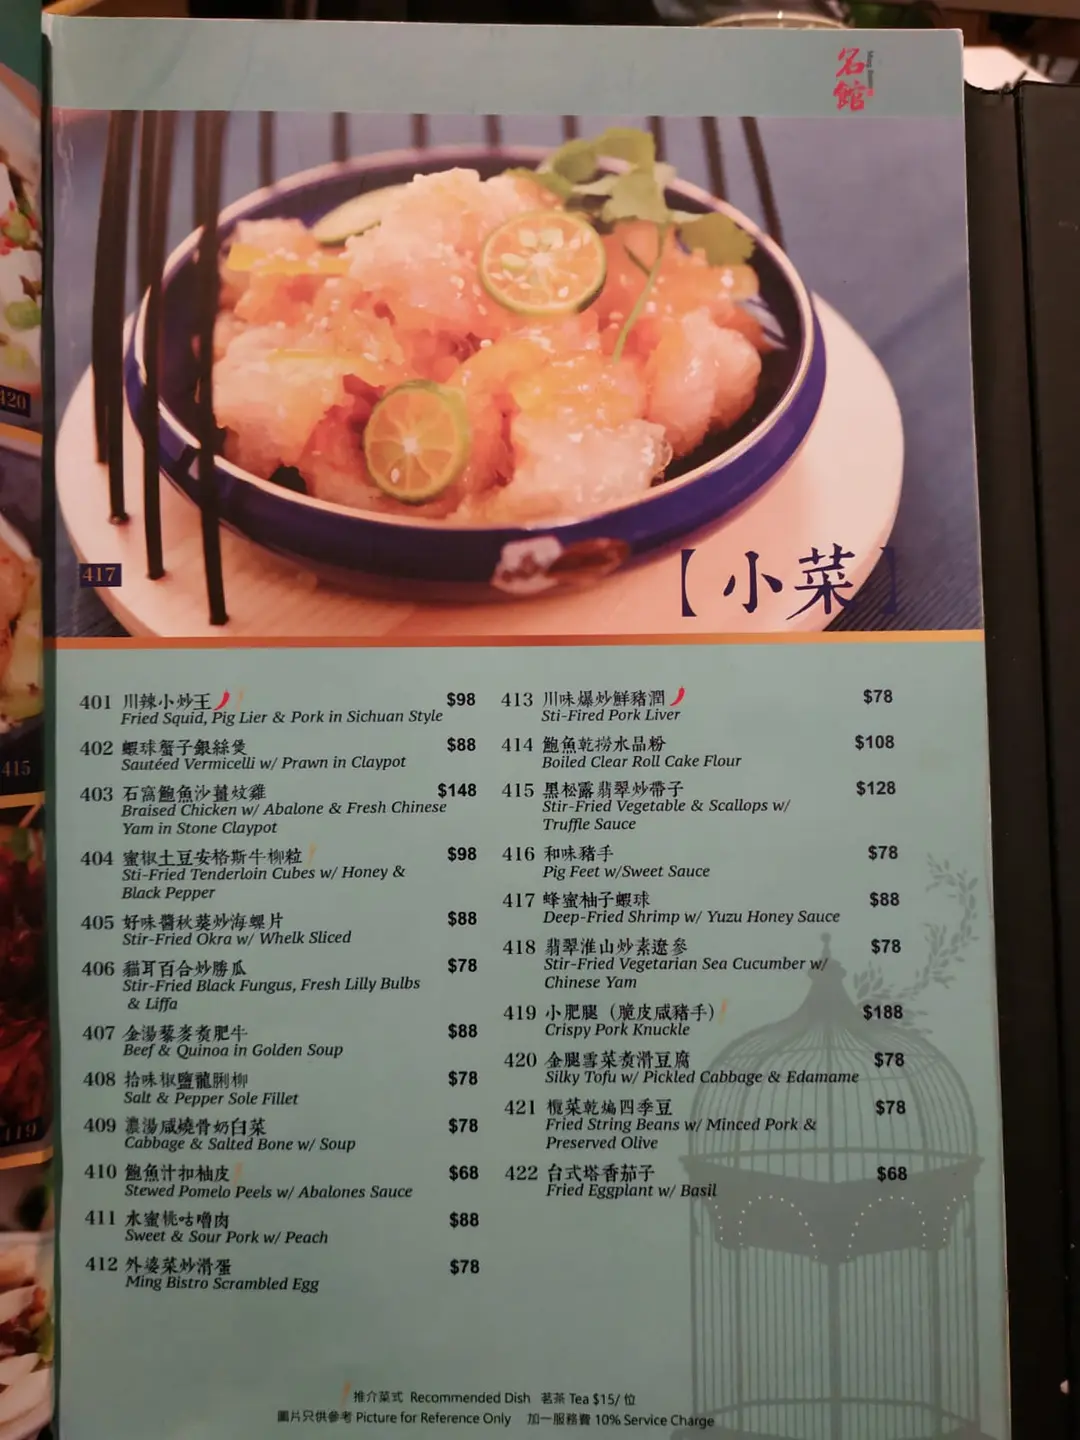 名館
420
415
419
417
【小菜】
401 川辣小炒王 $98
Fried Squid, Pig Lier & Pork in Sichuan Style
402 蝦球蟹子銀絲煲 $88
Sautéed Vermicelli w/ Prawn in Claypot
403 石窩鮑魚沙薑炆雞 $148
Braised Chicken w/ Abalone & Fresh Chinese
Yam in Stone Claypot
404 蜜椒土豆安格斯牛柳粒 $98
Sti-Fried Tenderloin Cubes w/ Honey &
Black Pepper
405 好味醬秋葵炒海螺片 $88
Stir-Fried Okra w/ Whelk Sliced
406 貓耳百合炒勝瓜 $78
Stir-Fried Black Fungus, Fresh Lilly Bulbs
& Liffa
407 金湯藜麥煮肥牛 $88
Beef & Quinoa in Golden Soup
408 拾味椒鹽龍脷柳 $78
Salt & Pepper Sole Fillet
409 濃湯咸燒骨奶白菜 $78
Cabbage & Salted Bone w/ Soup
410 鮑魚汁扣柚皮 $68
Stewed Pomelo Peels w/ Abalones Sauce
411 水蜜桃咕嚕肉 $88
Sweet & Sour Pork w/ Peach
412 外婆菜炒滑蛋 $78
Ming Bistro Scrambled Egg
413 川味爆炒鮮豬潤 $78
Sti-Fired Pork Liver
414 鮑魚乾撈水晶粉 $108
Boiled Clear Roll Cake Flour
415 黑松露翡翠炒帶子 $128
Stir-Fried Vegetable & Scallops w/
Truffle Sauce
416 和味豬手 $78
Pig Feet w/Sweet Sauce
417 蜂蜜柚子蝦球 $88
Deep-Fried Shrimp w/ Yuzu Honey Sauce
418 翡翠淮山炒素遼參 $78
Stir-Fried Vegetarian Sea Cucumber w/
Chinese Yam
419 小肥腿（脆皮咸豬手） $188
Crispy Pork Knuckle
420 金腿雪菜煮滑豆腐 $78
Silky Tofu w/ Pickled Cabbage & Edamame
421 欖菜乾煸四季豆 $78
Fried String Beans w/ Minced Pork &
Preserved Olive
422 台式塔香茄子 $68
Fried Eggplant w/ Basil
推介菜式 Recommended Dish 茗茶 Tea $15/ 位
圖片只供參考 Picture for Reference Only 加一服務費 10% Service Charge